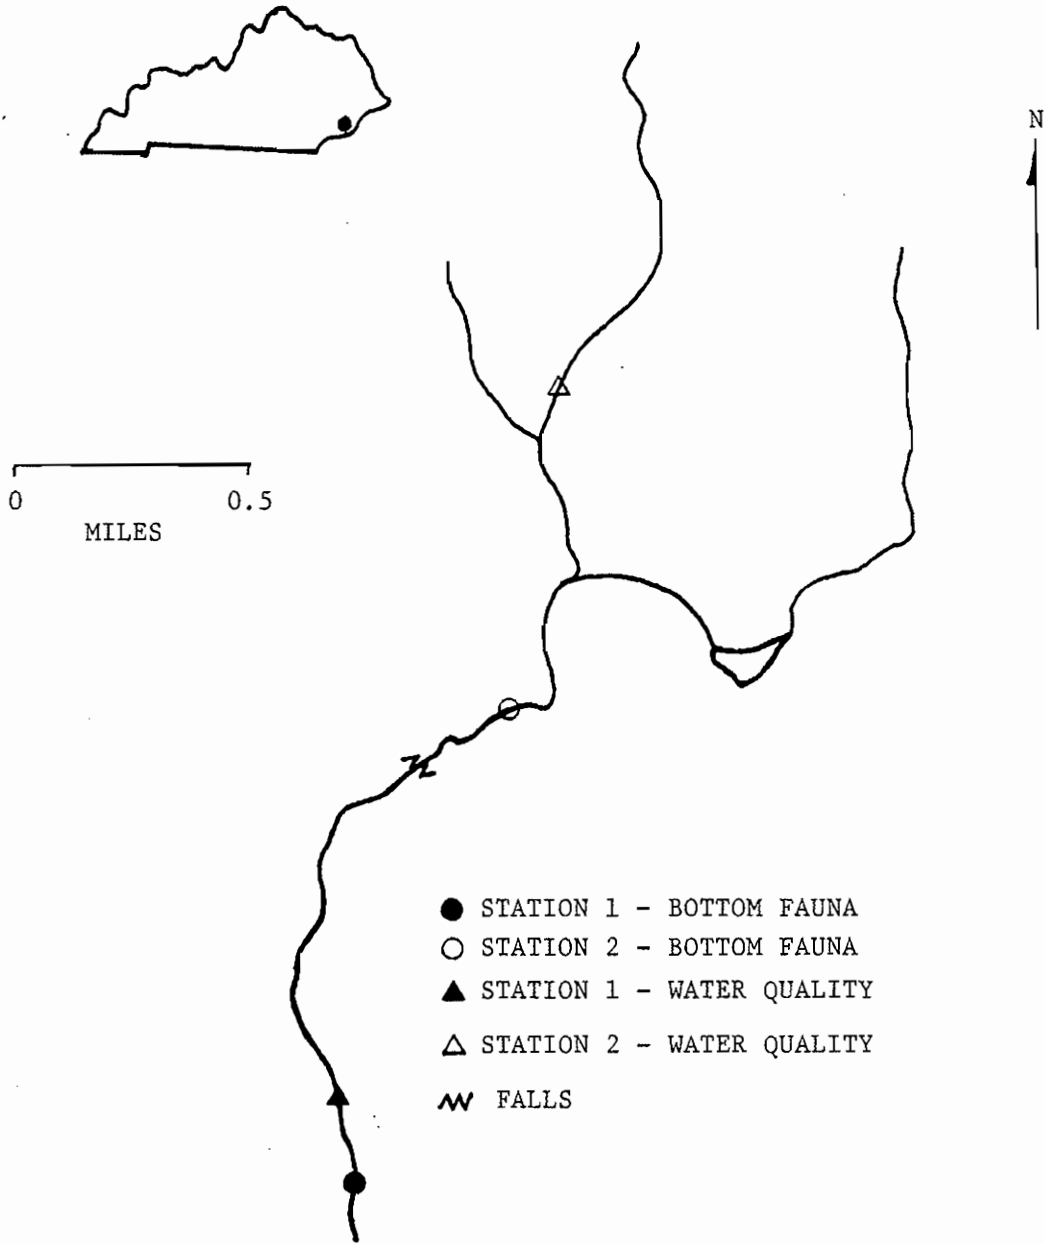 N
0 0.5
MILES
STATION 1 - BOTTOM FAUNA
STATION 2 - BOTTOM FAUNA
STATION 1 - WATER QUALITY
STATION 2 - WATER QUALITY
FALLS